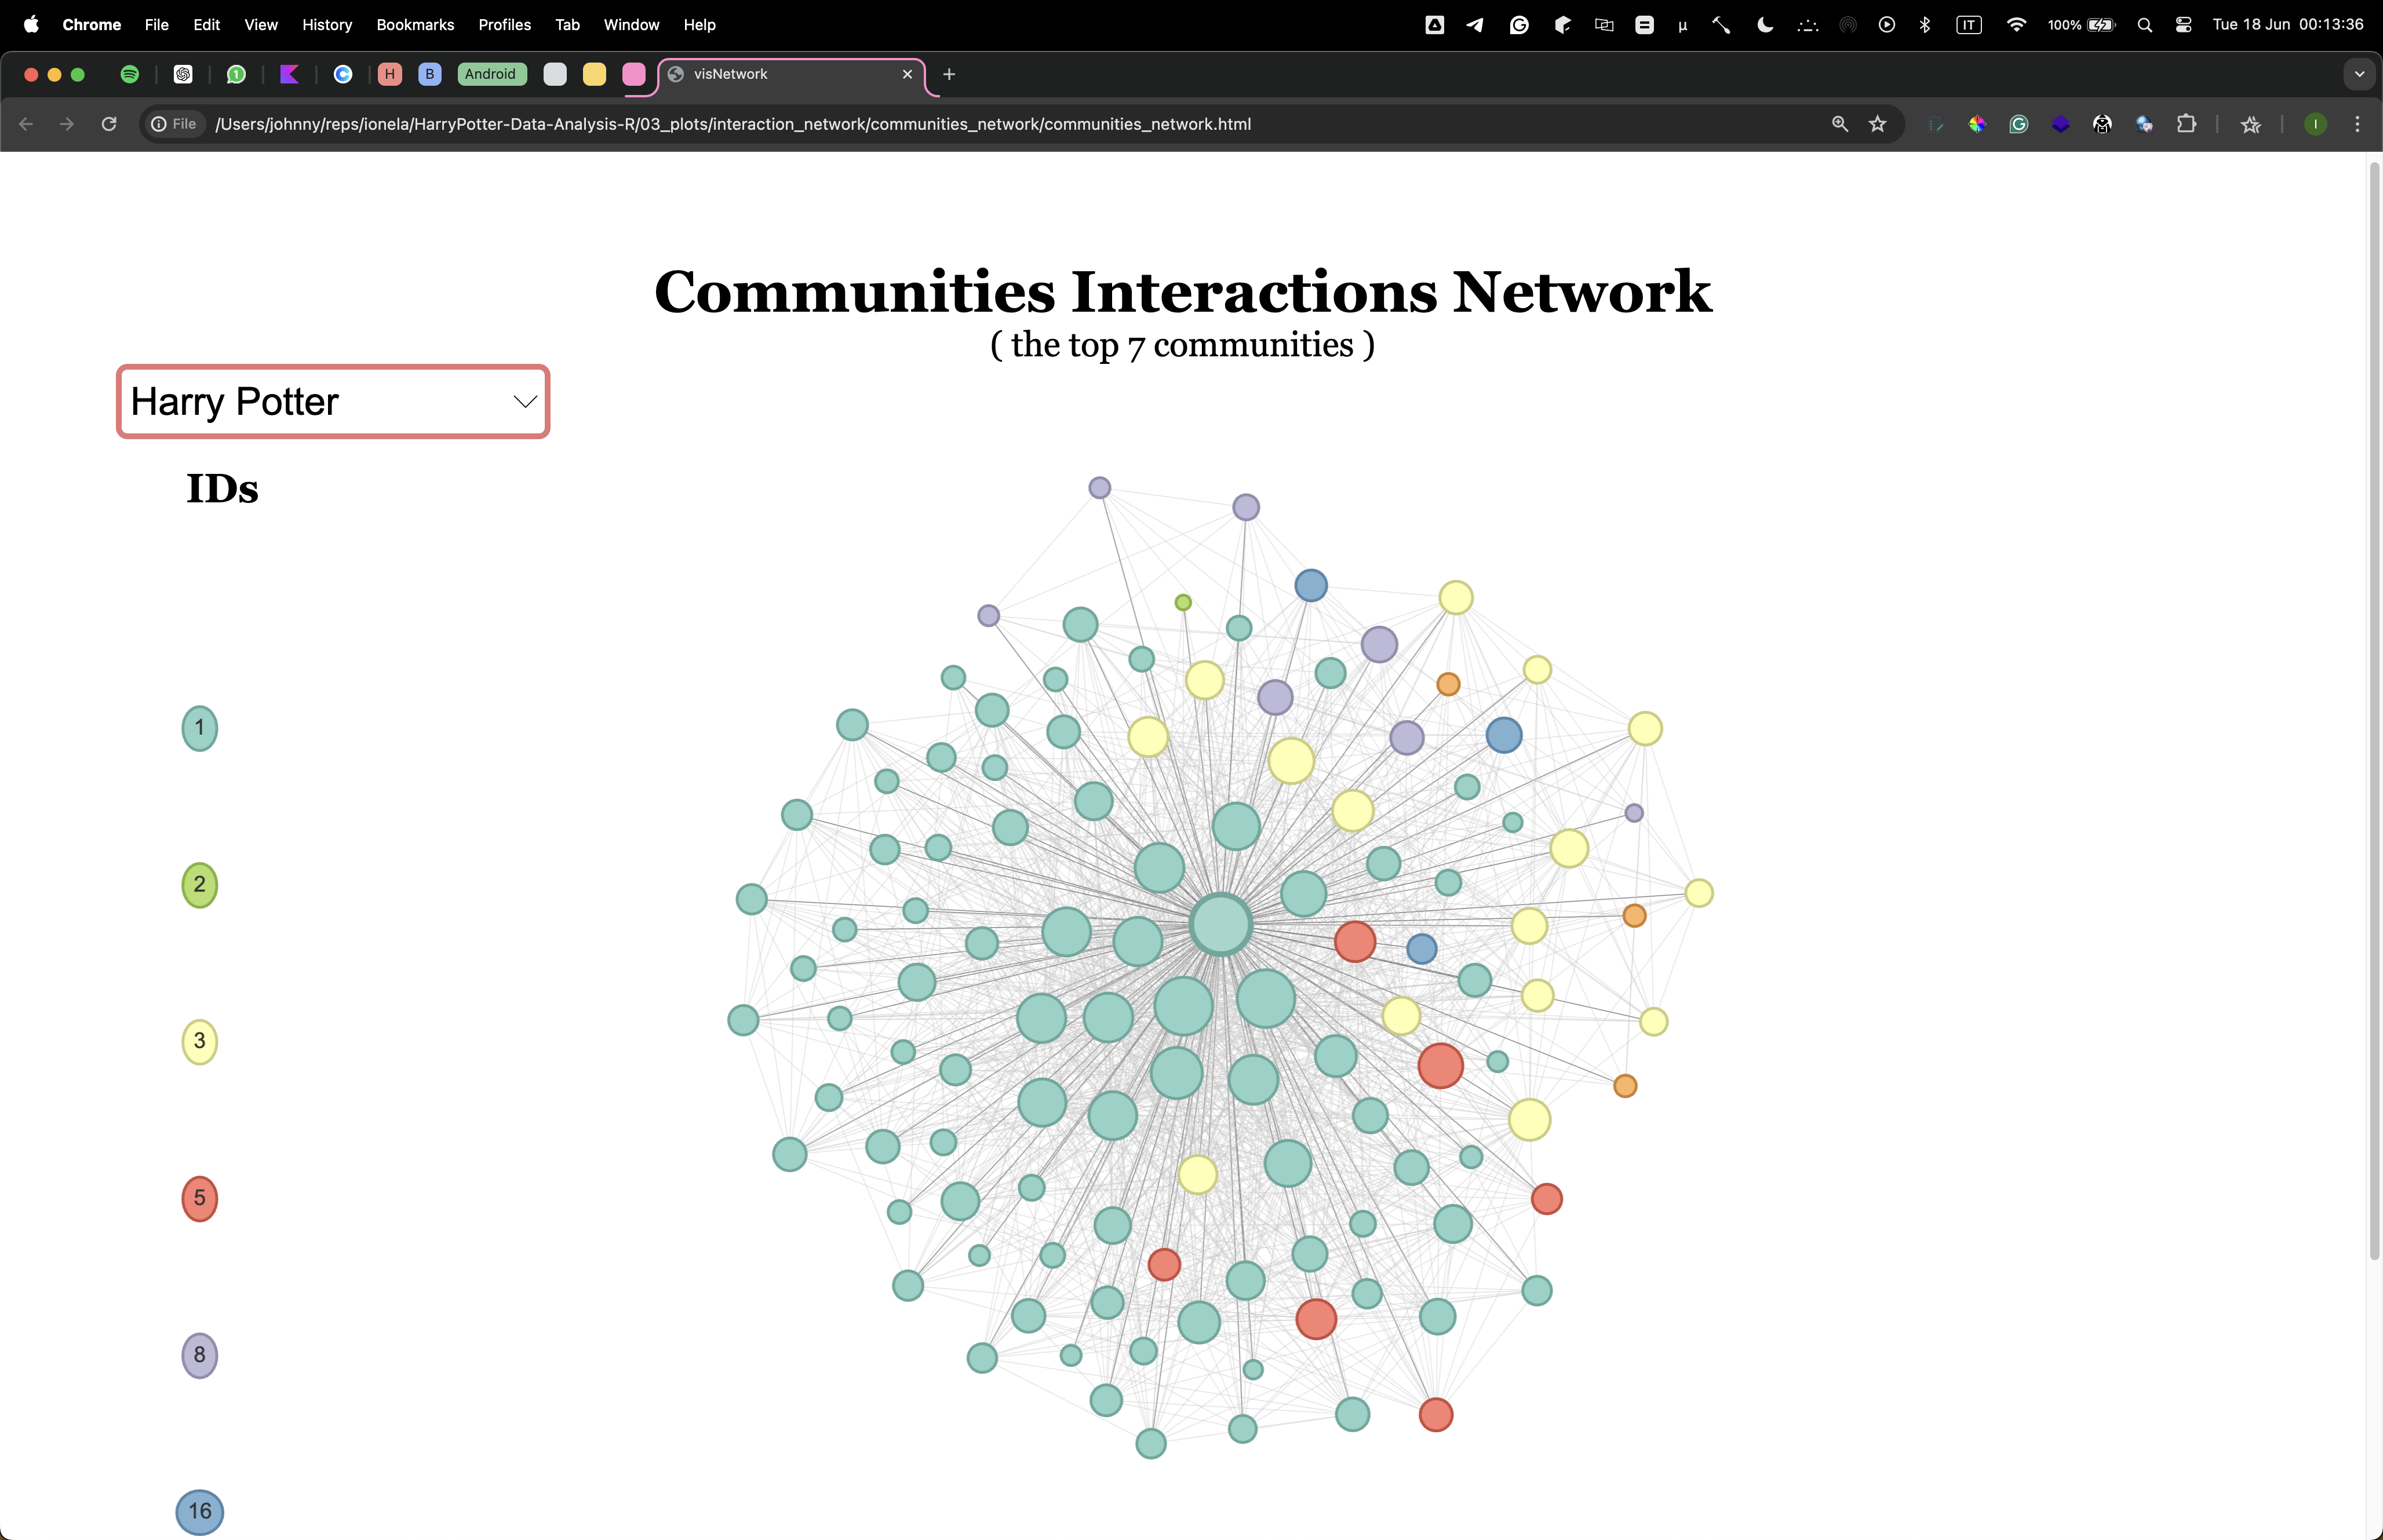 Chrome File Edit View History Bookmarks Profiles Tab Window Help IT 100% Tue 18 Jun 00:13:36
1 H B Android visNetwork
File /Users/johnny/reps/ionela/HarryPotter-Data-Analysis-R/03_plots/interaction_network/communities_network/communities_network.html I
Communities Interactions Network
( the top 7 communities )
Harry Potter
IDs
1
2
3
5
8
16